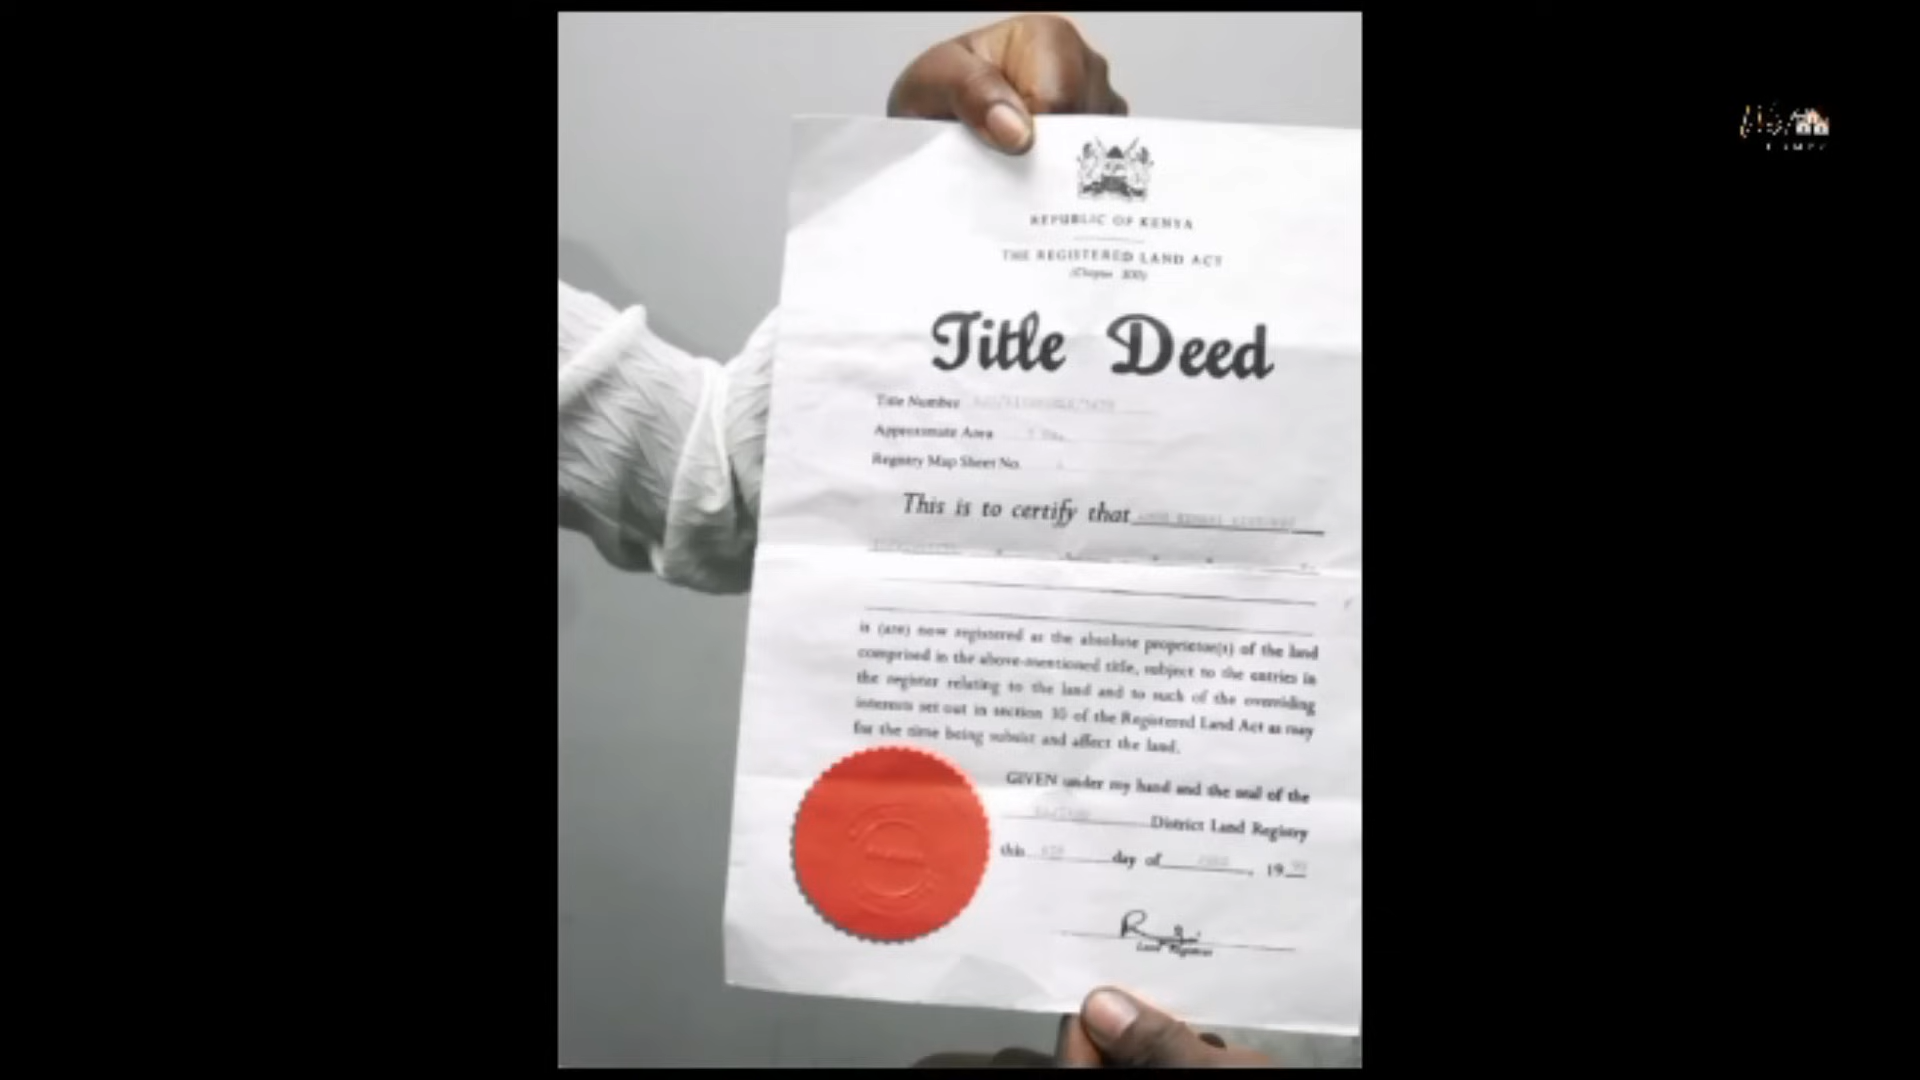 REPUBLIC OF KENYA
THE REGISTERED LAND ACT
(Chapter 300)
Title Deed
Title Number
Approximate Area
Registry Map Sheet No.
This is to certify that
is (are) now registered as the absolute proprietor(s) of the land
comprised in the above-mentioned title, subject to the entries in
the register relating to the land and to such of the overriding
interests set out in section 30 of the Registered Land Act as may
for the time being subsist and affect the land.
GIVEN under my hand and the seal of the
District Land Registry
this day of , 19
Land Registrar